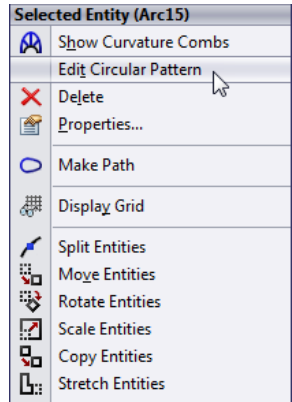 Selected Entity (Arc15)
Show Curvature Combs
Edit Circular Pattern
Delete
Properties...
Make Path
Display Grid
Split Entities
Move Entities
Rotate Entities
Scale Entities
Copy Entities
Stretch Entities